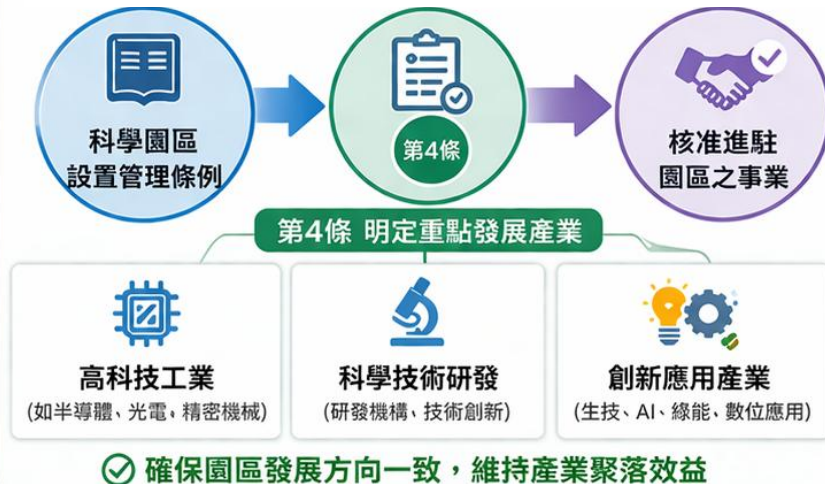 科學園區
設置管理條例
第4條
核准進駐
園區之事業
第4條 明定重點發展產業
高科技工業
(如半導體、光電、精密機械)
科學技術研發
(研發機構、技術創新)
創新應用產業
(生技、AI、綠能、數位應用)
確保園區發展方向一致，維持產業聚落效益